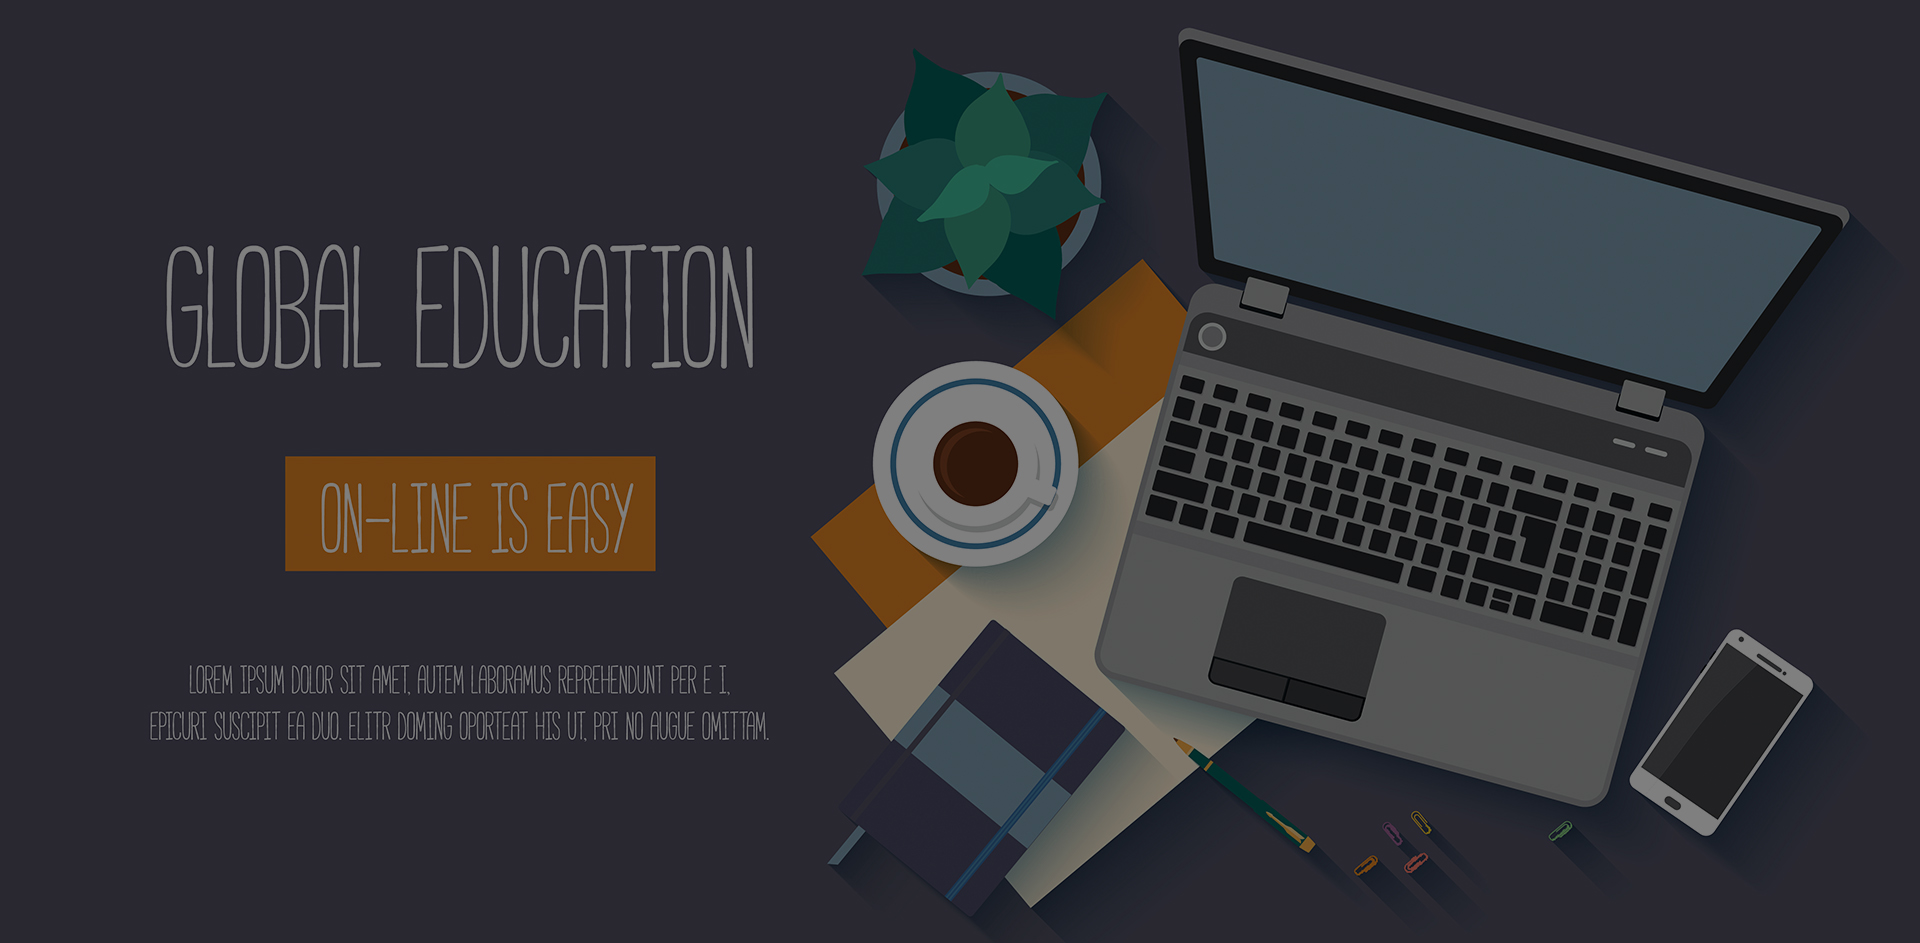 GLOBAL EDUCATION
ON-LINE IS EASY
LOREM IPSUM DOLOR SIT AMET, AUTEM LABORAMUS REPREHENDUNT PER E I,
EPICURI SUSCIPIT EA DUO. ELITR DOMING OPORTEAT HIS UT, PRI NO AUGUE OMITTAM.